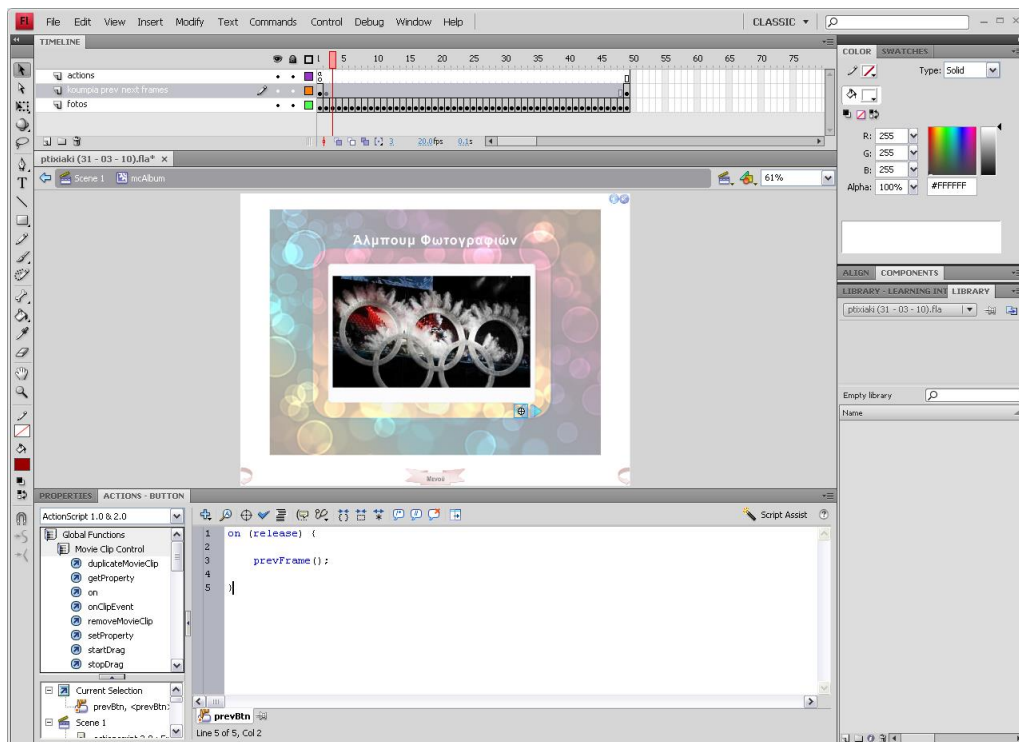 Fl File Edit View Insert Modify Text Commands Control Debug Window Help CLASSIC
TIMELINE
1 5 10 15 20 25 30 35 40 45 50 55 60 65 70 75
actions
koumpia prev next frames
fotos
3 20.0fps 0.1s
ptixiaki (31 - 03 - 10).fla*
Scene 1 mcAlbum 61%
Άλμπουμ Φωτογραφιών
Μενού
PROPERTIES ACTIONS - BUTTON
ActionScript 1.0 & 2.0
Script Assist
Global Functions
Movie Clip Control
duplicateMovieClip
getProperty
on
onClipEvent
removeMovieClip
setProperty
startDrag
stopDrag
Current Selection
prevBtn, <prevBtn>
Scene 1
1 on (release) {
2
3 prevFrame();
4
5 }
prevBtn
Line 5 of 5, Col 2
COLOR SWATCHES
Type: Solid
R: 255
G: 255
B: 255
Alpha: 100% #FFFFFF
ALIGN COMPONENTS
LIBRARY - LEARNING INT LIBRARY
ptixiaki (31 - 03 - 10).fla
Empty library
Name